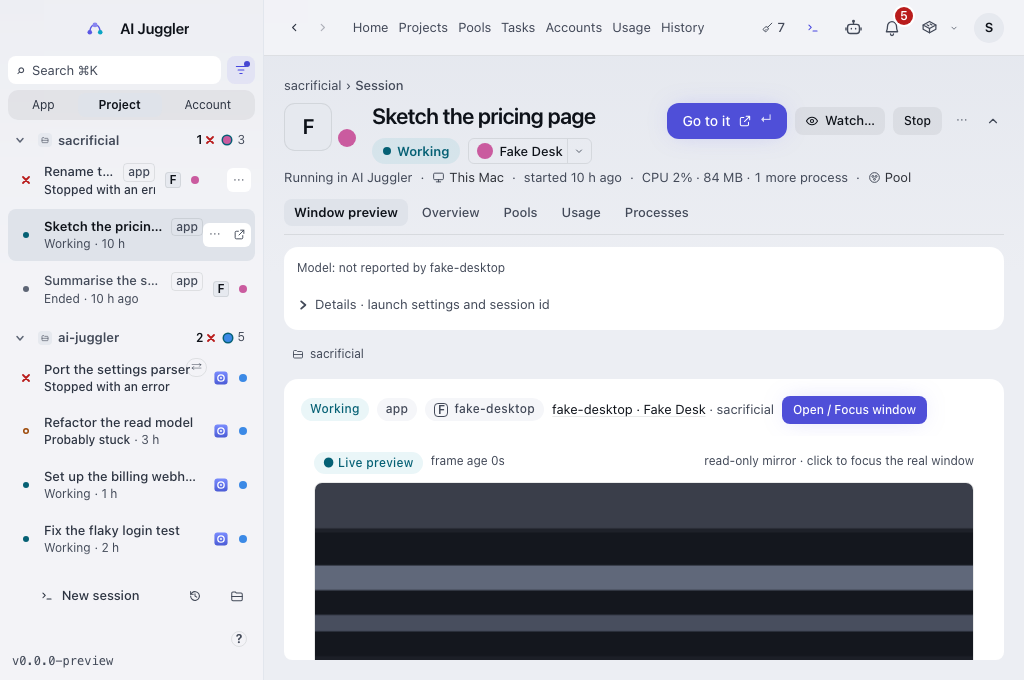 AI Juggler
Home Projects Pools Tasks Accounts Usage History
7
5
S
Search ⌘K
App Project Account
sacrificial
1 3
Rename t... app F
Stopped with an err
Sketch the pricin... app
Working · 10 h
Summarise the s... app
Ended · 10 h ago F
ai-juggler
2 5
Port the settings parser
Stopped with an error
Refactor the read model
Probably stuck · 3 h
Set up the billing webh...
Working · 1 h
Fix the flaky login test
Working · 2 h
New session
?
v0.0.0-preview
sacrificial › Session
F
Sketch the pricing page
Working Fake Desk
Go to it
Watch...
Stop
Running in AI Juggler · This Mac · started 10 h ago · CPU 2% · 84 MB · 1 more process · Pool
Window preview Overview Pools Usage Processes
Model: not reported by fake-desktop
Details · launch settings and session id
sacrificial
Working app F fake-desktop fake-desktop · Fake Desk · sacrificial Open / Focus window
Live preview frame age 0s read-only mirror · click to focus the real window